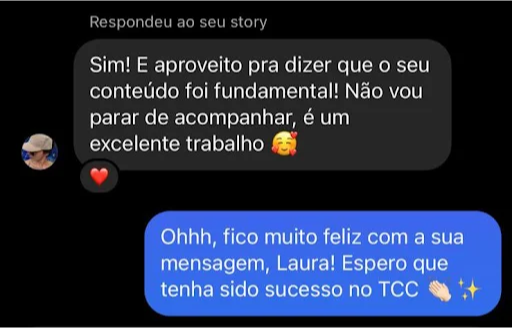 Respondeu ao seu story
Sim! E aproveito pra dizer que o seu
conteúdo foi fundamental! Não vou
parar de acompanhar, é um
excelente trabalho 🥰
❤️
Ohhh, fico muito feliz com a sua
mensagem, Laura! Espero que
tenha sido sucesso no TCC 👏🏻 ✨